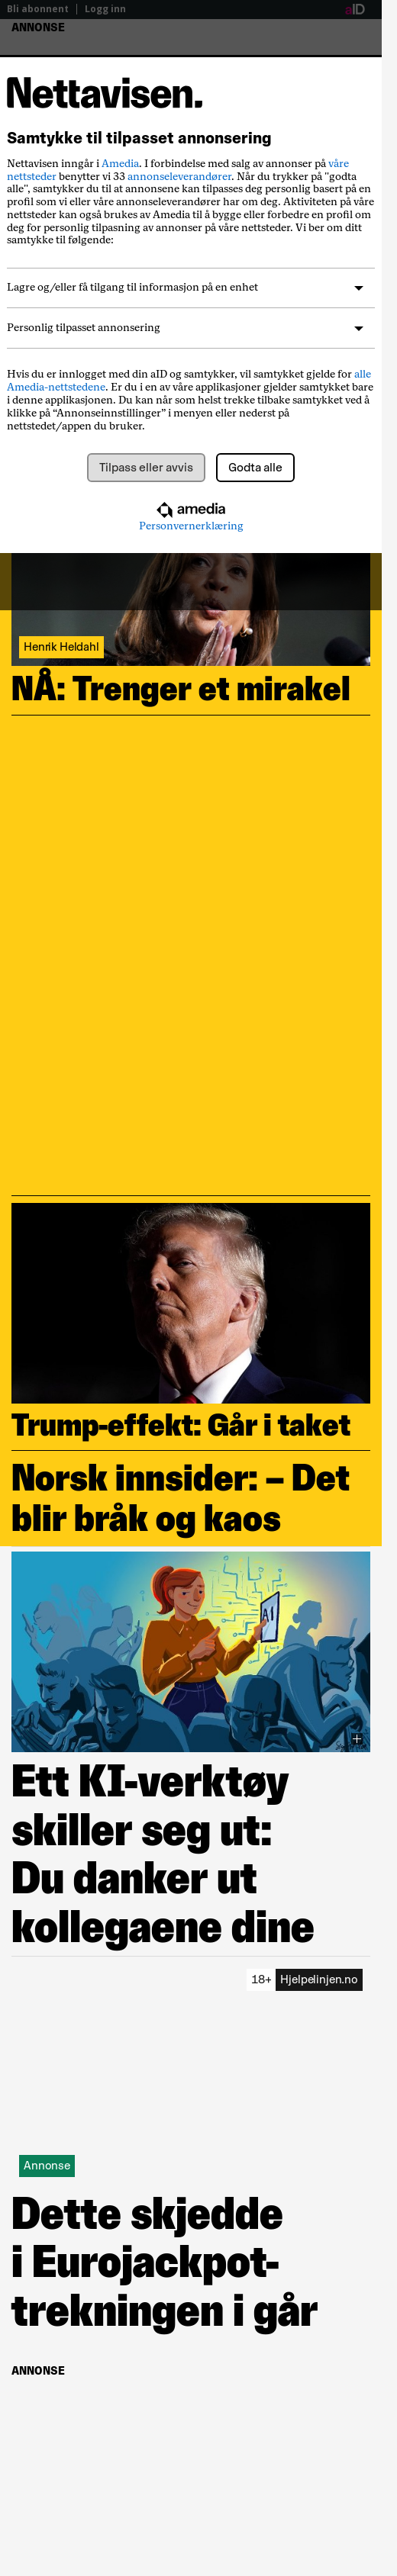 Bli abonnent | Logg inn aID
ANNONSE
Nettavisen.
Samtykke til tilpasset annonsering
Nettavisen inngår i Amedia. I forbindelse med salg av annonser på våre
nettsteder benytter vi 33 annonseleverandører. Når du trykker på "godta
alle", samtykker du til at annonsene kan tilpasses deg personlig basert på en
profil som vi eller våre annonseleverandører har om deg. Aktiviteten på våre
nettsteder kan også brukes av Amedia til å bygge eller forbedre en profil om
deg for personlig tilpasning av annonser på våre nettsteder. Vi ber om ditt
samtykke til følgende:
Lagre og/eller få tilgang til informasjon på en enhet
Personlig tilpasset annonsering
Hvis du er innlogget med din aID og samtykker, vil samtykket gjelde for alle
Amedia-nettstedene. Er du i en av våre applikasjoner gjelder samtykket bare
i denne applikasjonen. Du kan når som helst trekke tilbake samtykket ved å
klikke på “Annonseinnstillinger” i menyen eller nederst på
nettstedet/appen du bruker.
Tilpass eller avvis Godta alle
amedia
Personvernerklæring
Henrik Heldahl
NÅ: Trenger et mirakel
Trump-effekt: Går i taket
Norsk innsider: – Det
blir bråk og kaos
AI
Ett KI-verktøy
skiller seg ut:
Du danker ut
kollegaene dine
18+ Hjelpelinjen.no
Annonse
Dette skjedde
i Eurojackpot-
trekningen i går
ANNONSE